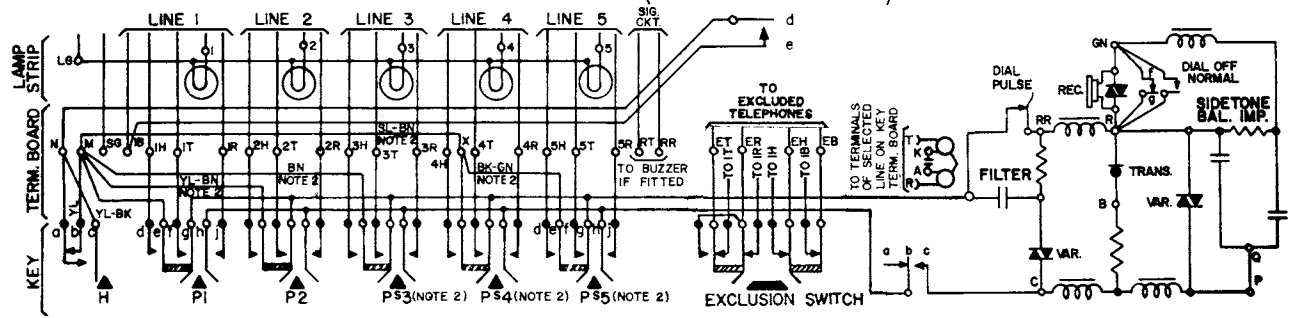 LINE 1 LINE 2 LINE 3 LINE 4 LINE 5 SIG. CKT.
d
e
LAMP STRIP
LG 1 2 3 4 5
TERM. BOARD
N M SG 1B 1H 1T 1R 2H 2T 2R 3H 3T 3R 4H X 4T 4R 5H 5T 5R RT RR
SL-BN NOTE 2
BN NOTE 2
YL-BN NOTE 2
BK-GN NOTE 2
YL
YL-BK
TO BUZZER IF FITTED
TO EXCLUDED TELEPHONES
ET ER EH EB
TO 1T TO 1R TO 1H TO 1B
TO TERMINALS OF SELECTED LINE ON KEY TERM. BOARD
T K A R
KEY
a b c d e f g h j d e f g h j
H P1 P2 PS3 (NOTE 2) PS4 (NOTE 2) PS5 (NOTE 2)
EXCLUSION SWITCH
a b c
DIAL PULSE
FILTER
RR
GN
REC.
R
g
DIAL OFF NORMAL
SIDETONE BAL. IMP.
TRANS.
B
VAR.
VAR.
C
Q
P